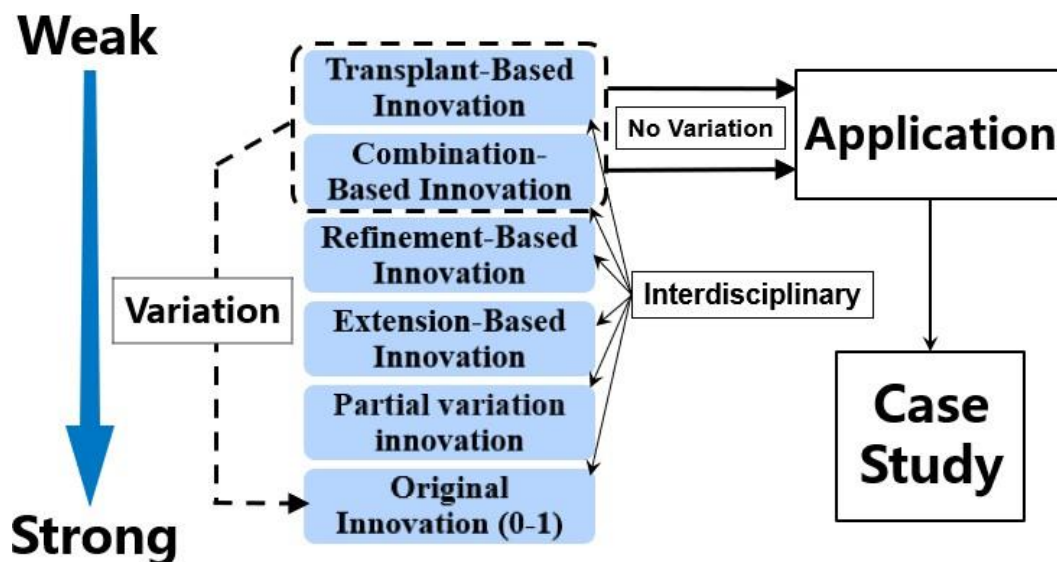 Weak
Transplant-Based
Innovation
Combination-
Based Innovation
Refinement-Based
Innovation
Extension-Based
Innovation
Partial variation
innovation
Original
Innovation (0-1)
Strong
Variation
No Variation
Interdisciplinary
Application
Case
Study